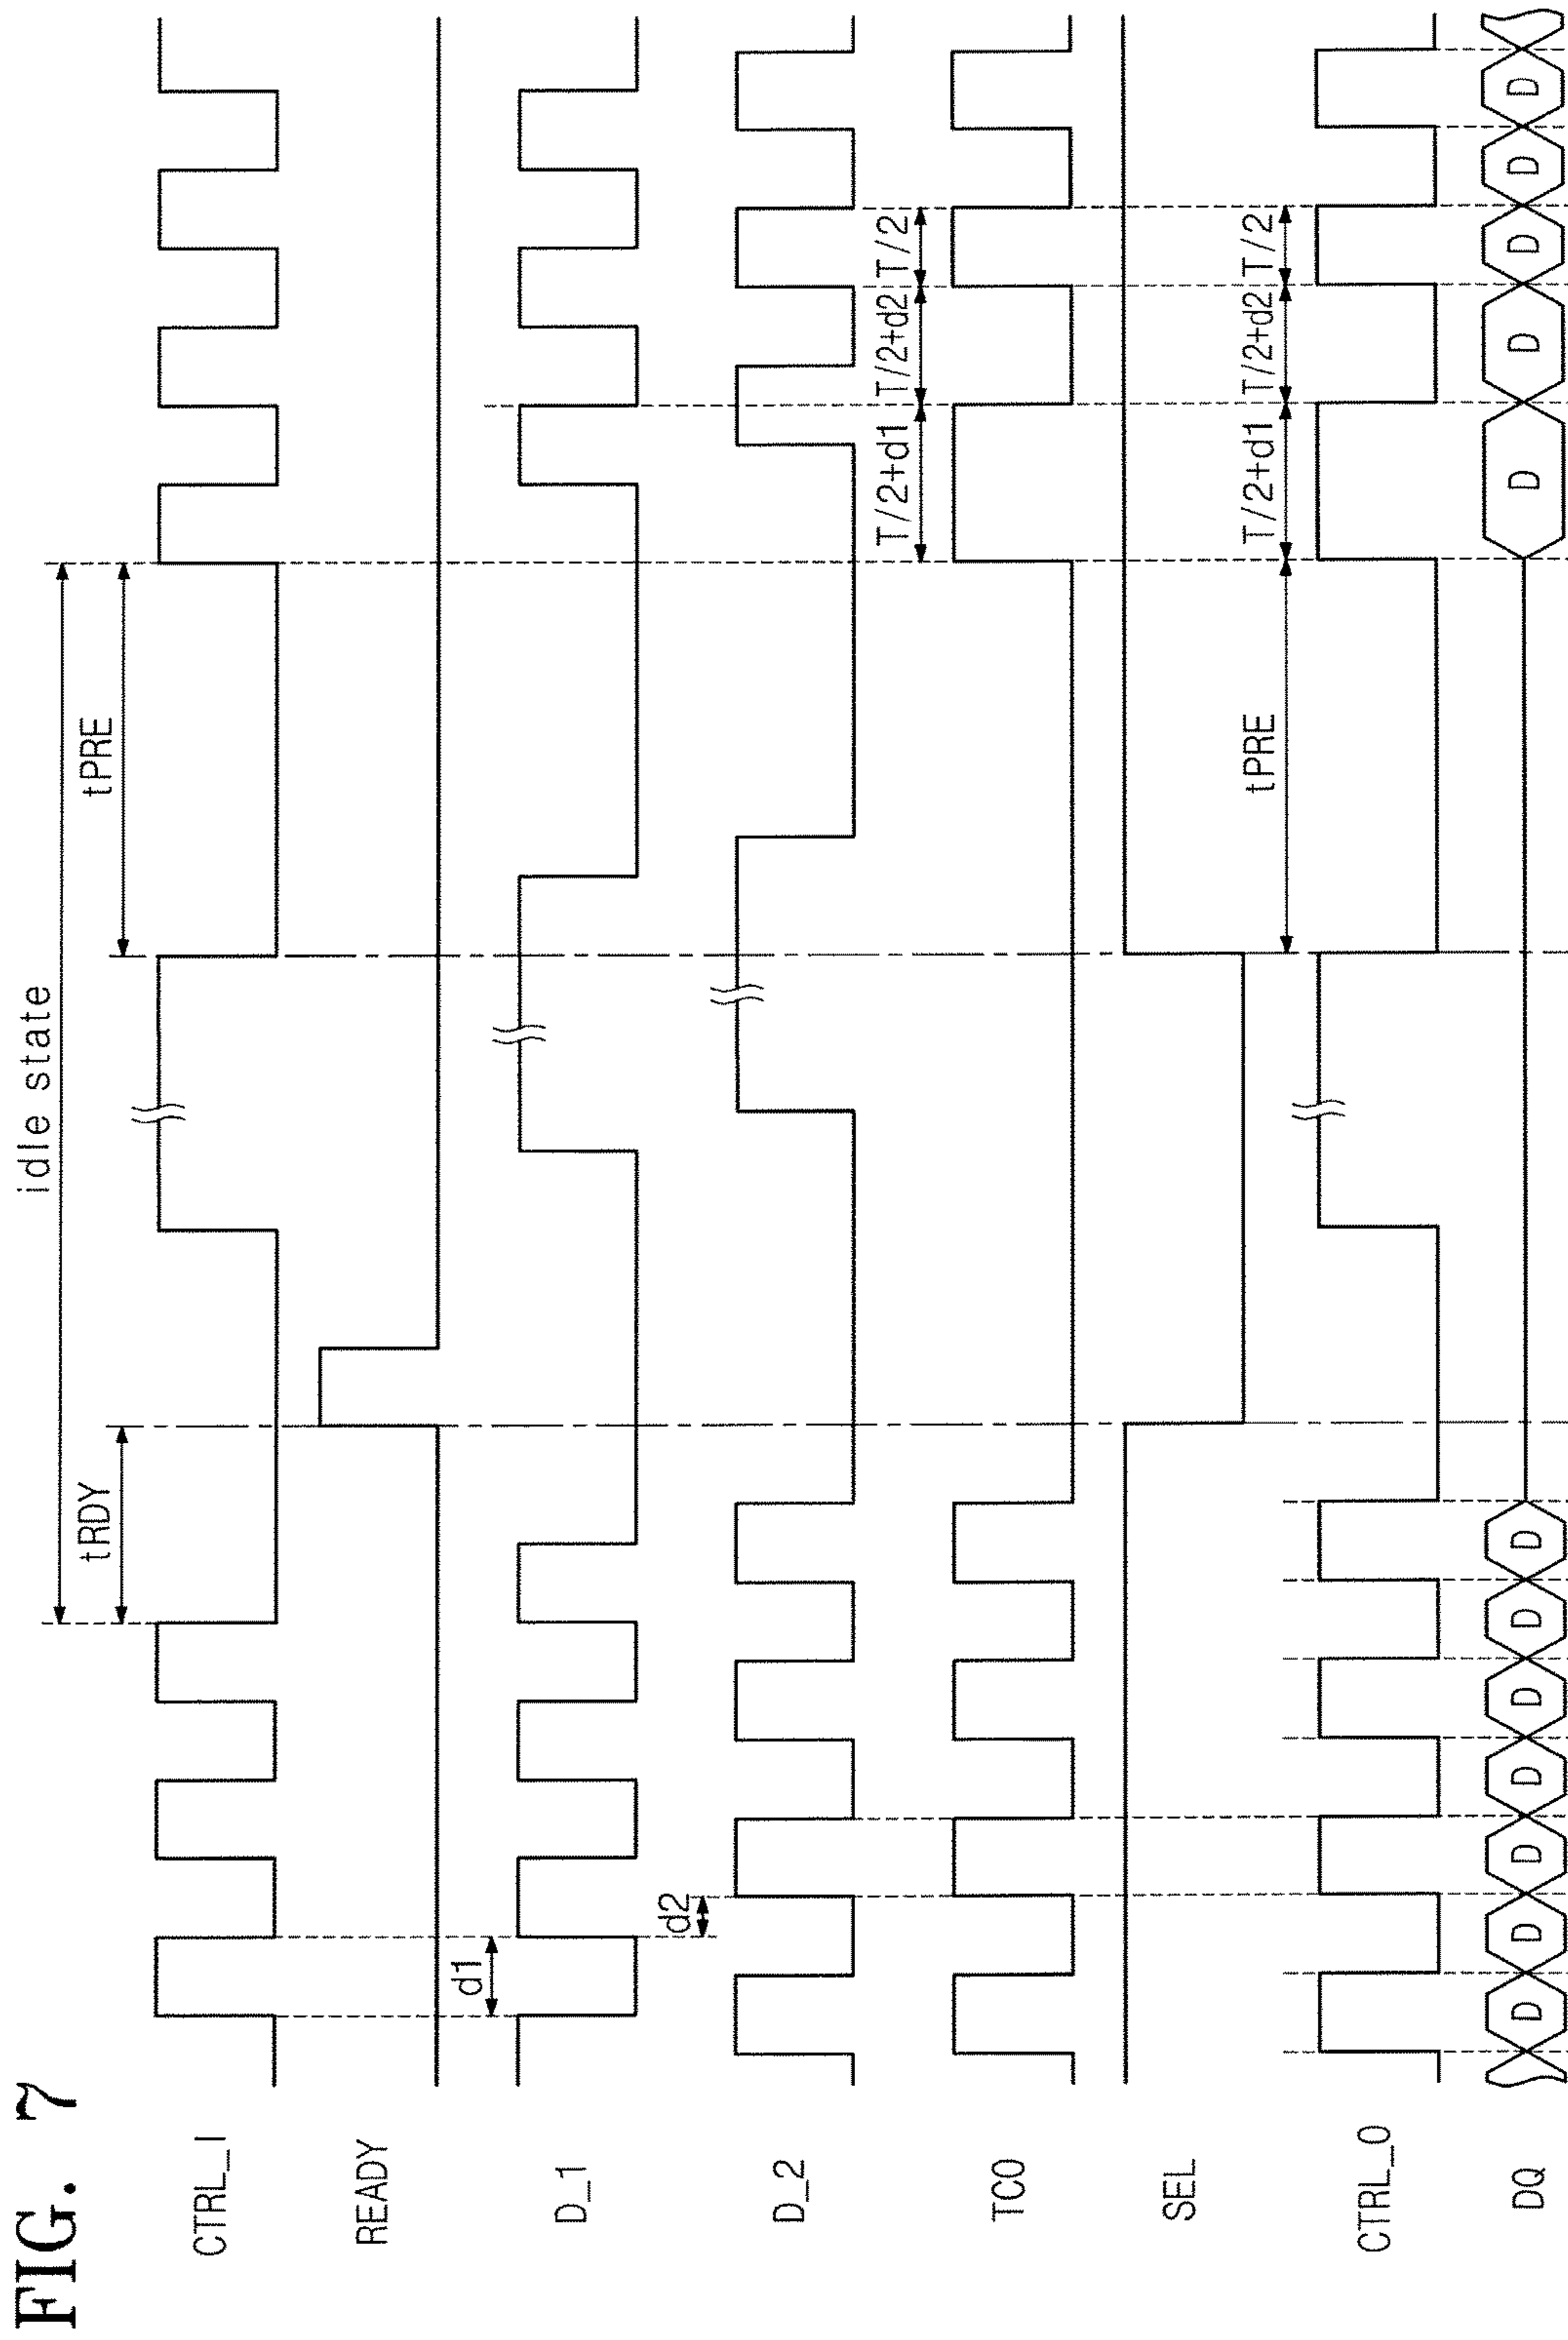 FIG. 7
idle state
tRDY
tPRE
CTRL_I
READY
d1
D_1
d2
D_2
T/2+d1
T/2+d2
T/2
TCO
SEL
tPRE
T/2+d1
T/2+d2
T/2
CTRL_O
DQ
D
D
D
D
D
D
D
D
D
D
D
D